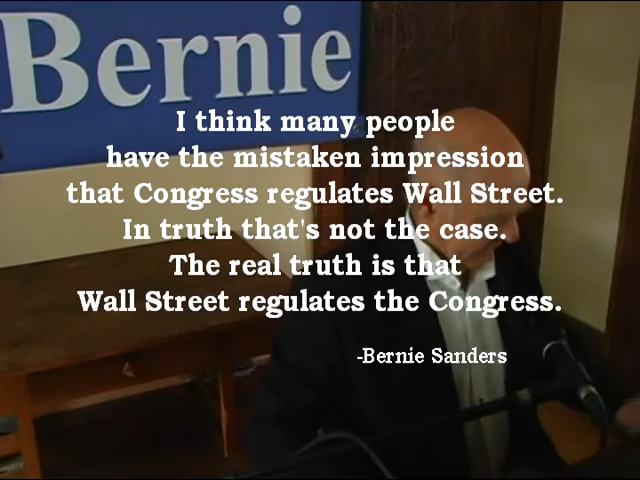 Bernie
I think many people
have the mistaken impression
that Congress regulates Wall Street.
In truth that's not the case.
The real truth is that
Wall Street regulates the Congress.
-Bernie Sanders